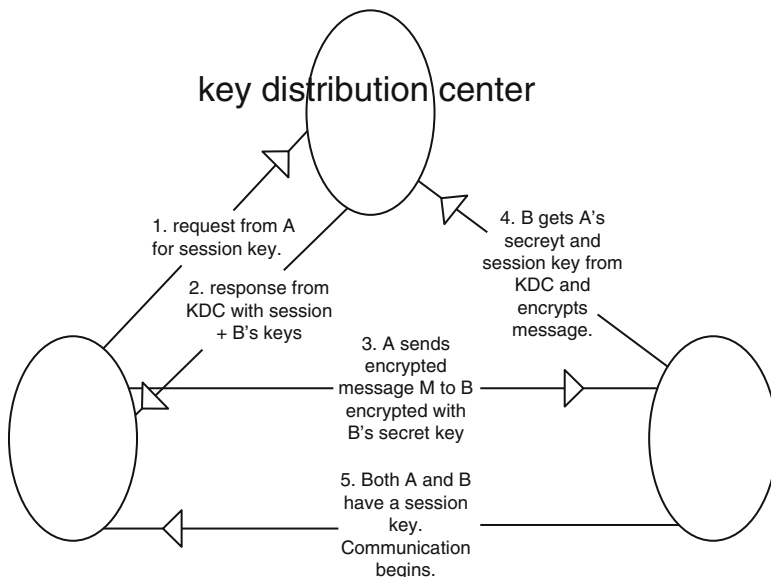 key distribution center
1. request from A
for session key.
2. response from
KDC with session
+ B's keys
3. A sends
encrypted
message M to B
encrypted with
B's secret key
4. B gets A's
secreyt and
session key from
KDC and
encrypts
message.
5. Both A and B
have a session
key.
Communication
begins.